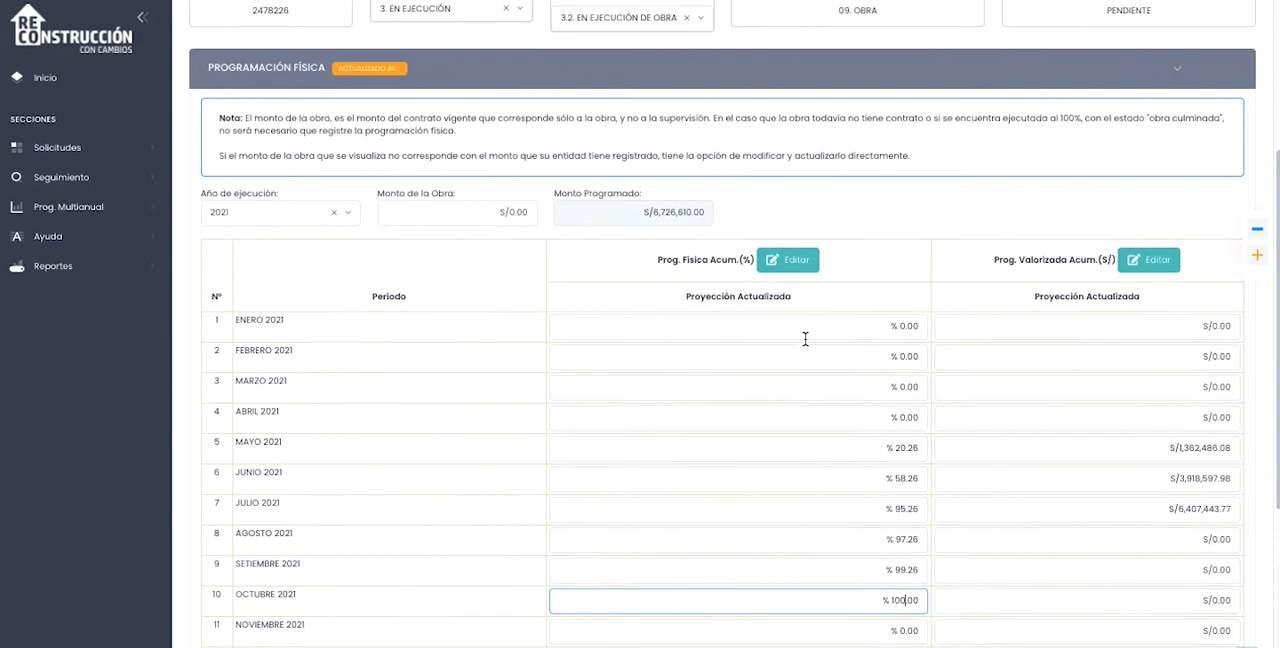 RE
CONSTRUCCIÓN
CON CAMBIOS
Inicio
SECCIONES
Solicitudes
Seguimiento
Prog. Multianual
Ayuda
Reportes
2478226
3. EN EJECUCIÓN
3.2. EN EJECUCIÓN DE OBRA
09. OBRA
PENDIENTE
PROGRAMACIÓN FÍSICA ACTUALIZADO AL:
Nota: El monto de la obra, es el monto del contrato vigente que corresponde sólo a la obra, y no a la supervisión. En el caso que la obra todavía no tiene contrato o si se encuentra ejecutada al 100%, con el estado "obra culminada",
no será necesario que registre la programación física.
Si el monto de la obra que se visualiza no corresponde con el monto que su entidad tiene registrado, tiene la opción de modificar y actualizarlo directamente.
Año de ejecución: Monto de la Obra: Monto Programado:
2021 S/0.00 S/6,726,610.00
Prog. Física Acum.(%) Editar Prog. Valorizada Acum.(S/) Editar
N° Período Proyección Actualizada Proyección Actualizada
1 ENERO 2021 % 0.00 S/0.00
2 FEBRERO 2021 % 0.00 S/0.00
3 MARZO 2021 % 0.00 S/0.00
4 ABRIL 2021 % 0.00 S/0.00
5 MAYO 2021 % 20.26 S/1,362,486.08
6 JUNIO 2021 % 58.26 S/3,918,597.98
7 JULIO 2021 % 95.26 S/6,407,443.77
8 AGOSTO 2021 % 97.26 S/0.00
9 SETIEMBRE 2021 % 99.26 S/0.00
10 OCTUBRE 2021 % 100.00 S/0.00
11 NOVIEMBRE 2021 % 0.00 S/0.00